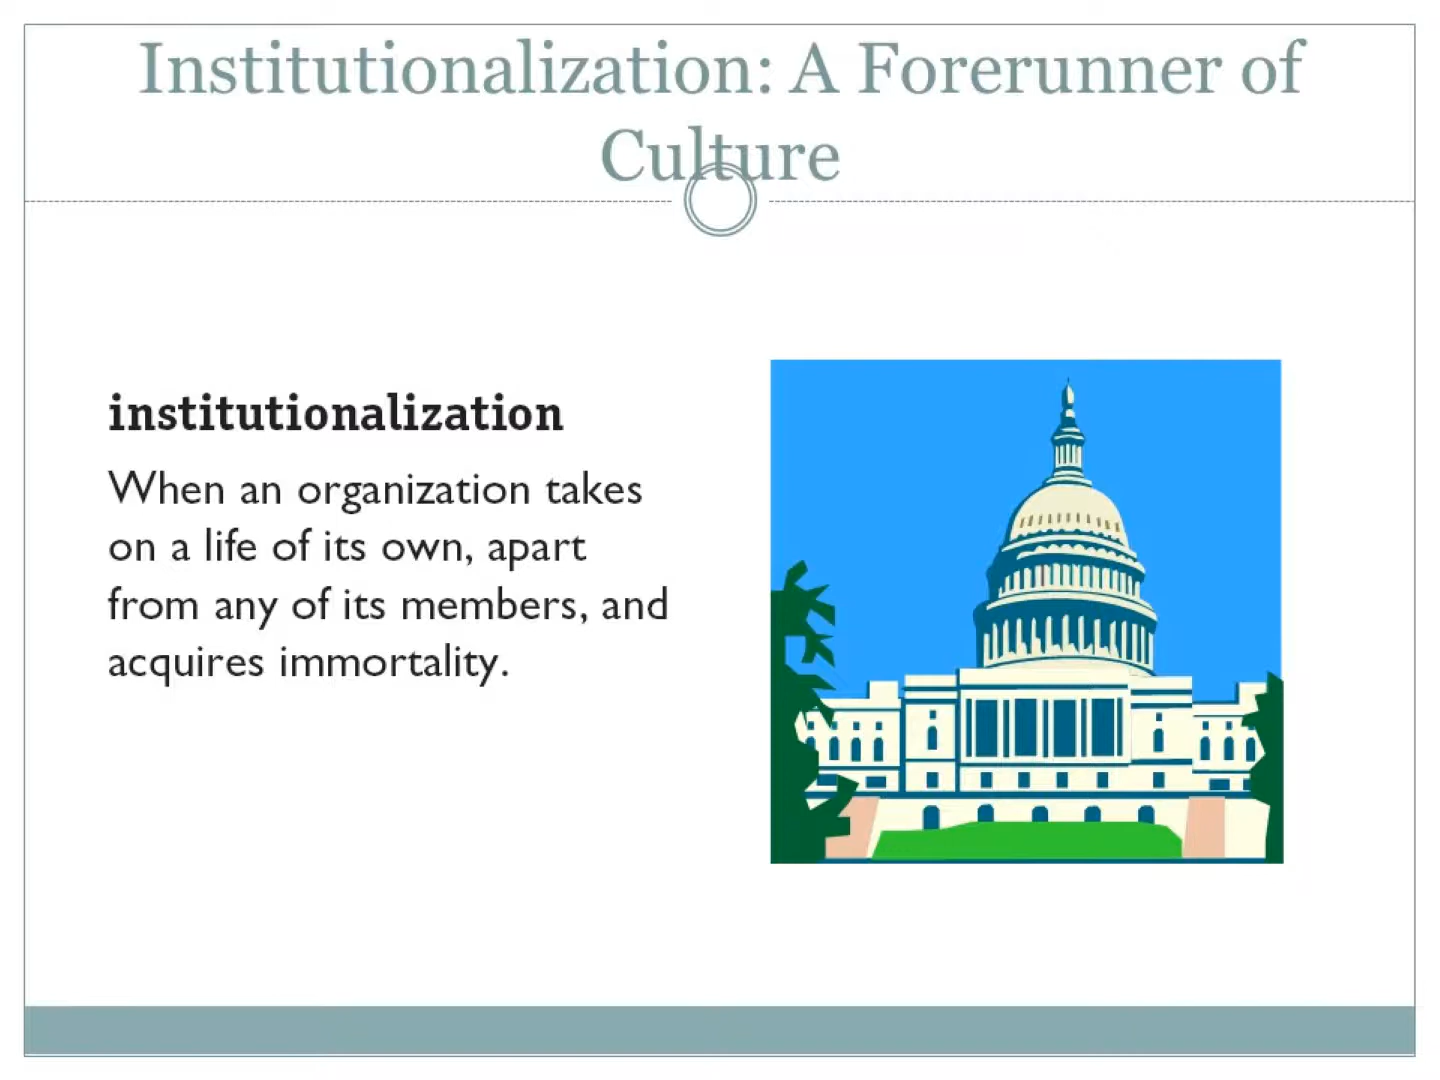 Institutionalization: A Forerunner of
Culture
institutionalization
When an organization takes
on a life of its own, apart
from any of its members, and
acquires immortality.